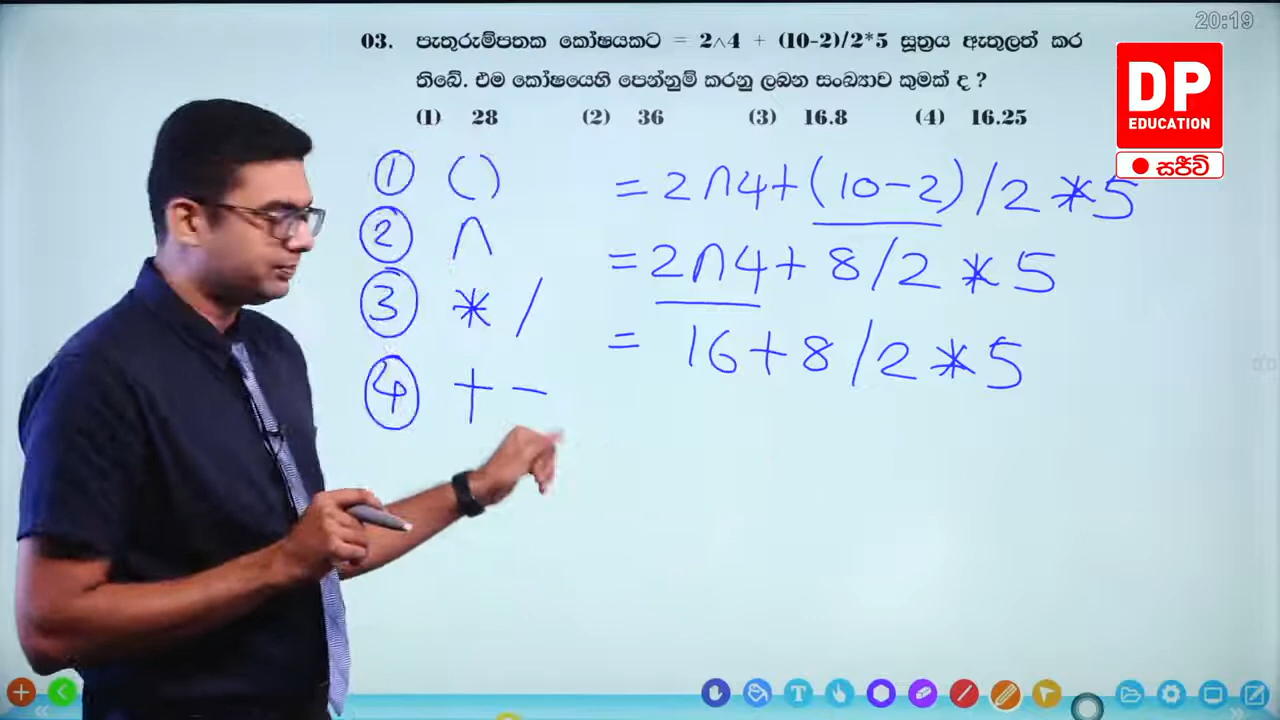 20:19
03. පැතුරුම්පතක කෝෂයකට = 2^4 + (10-2)/2*5 සූත්‍රය ඇතුලත් කර
තිබේ. එම කෝෂයෙහි පෙන්නුම් කරනු ලබන සංඛ්‍යාව කුමක් ද ?
(1) 28 (2) 36 (3) 16.8 (4) 16.25
DP
EDUCATION
සජීවි
① ()
② ^
③ * /
④ + -
= 2^4+(10-2)/2*5
= 2^4+8/2*5
= 16+8/2*5